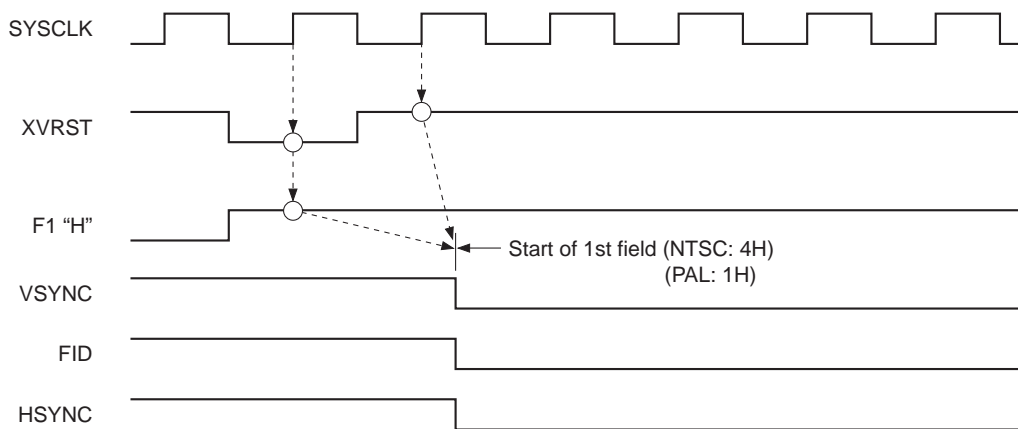 SYSCLK
XVRST
F1 “H”
Start of 1st field (NTSC: 4H)
(PAL: 1H)
VSYNC
FID
HSYNC